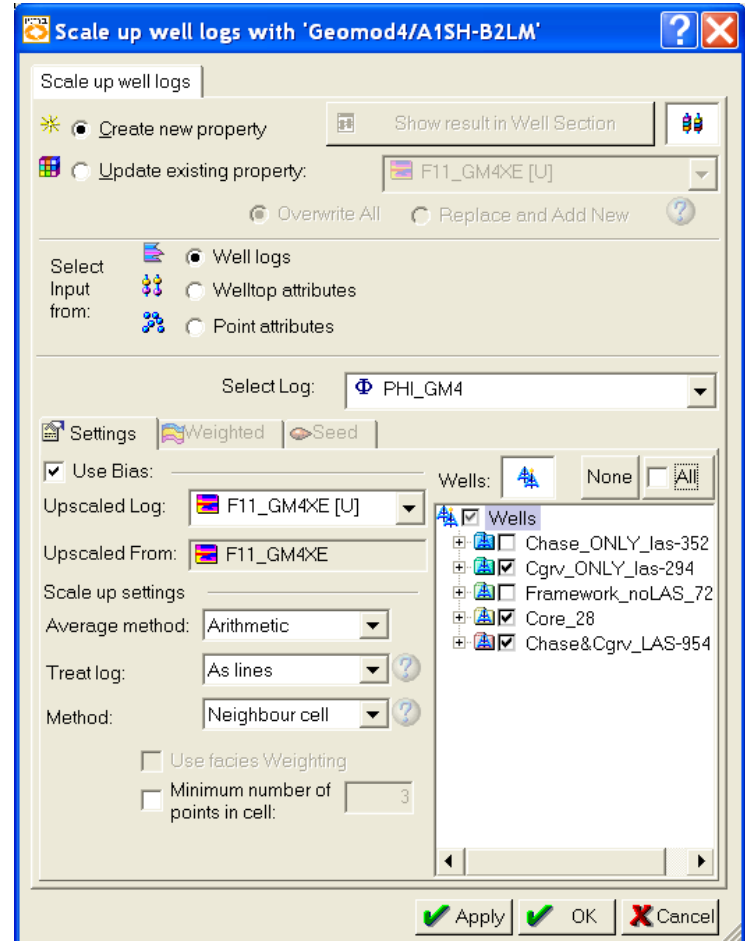 Scale up well logs with 'Geomod4/A1SH-B2LM'
Scale up well logs
Create new property
Show result in Well Section
Update existing property:
F11_GM4XE [U]
Overwrite All
Replace and Add New
Select Input from:
Well logs
Welltop attributes
Point attributes
Select Log:
Φ PHI_GM4
Settings
Weighted
Seed
Use Bias:
Upscaled Log:
F11_GM4XE [U]
Upscaled From:
F11_GM4XE
Scale up settings
Average method:
Arithmetic
Treat log:
As lines
Method:
Neighbour cell
Use facies Weighting
Minimum number of
points in cell:
3
Wells:
None
All
Wells
Chase_ONLY_las-352
Cgrv_ONLY_las-294
Framework_noLAS_72
Core_28
Chase&Cgrv_LAS-954
Apply
OK
Cancel